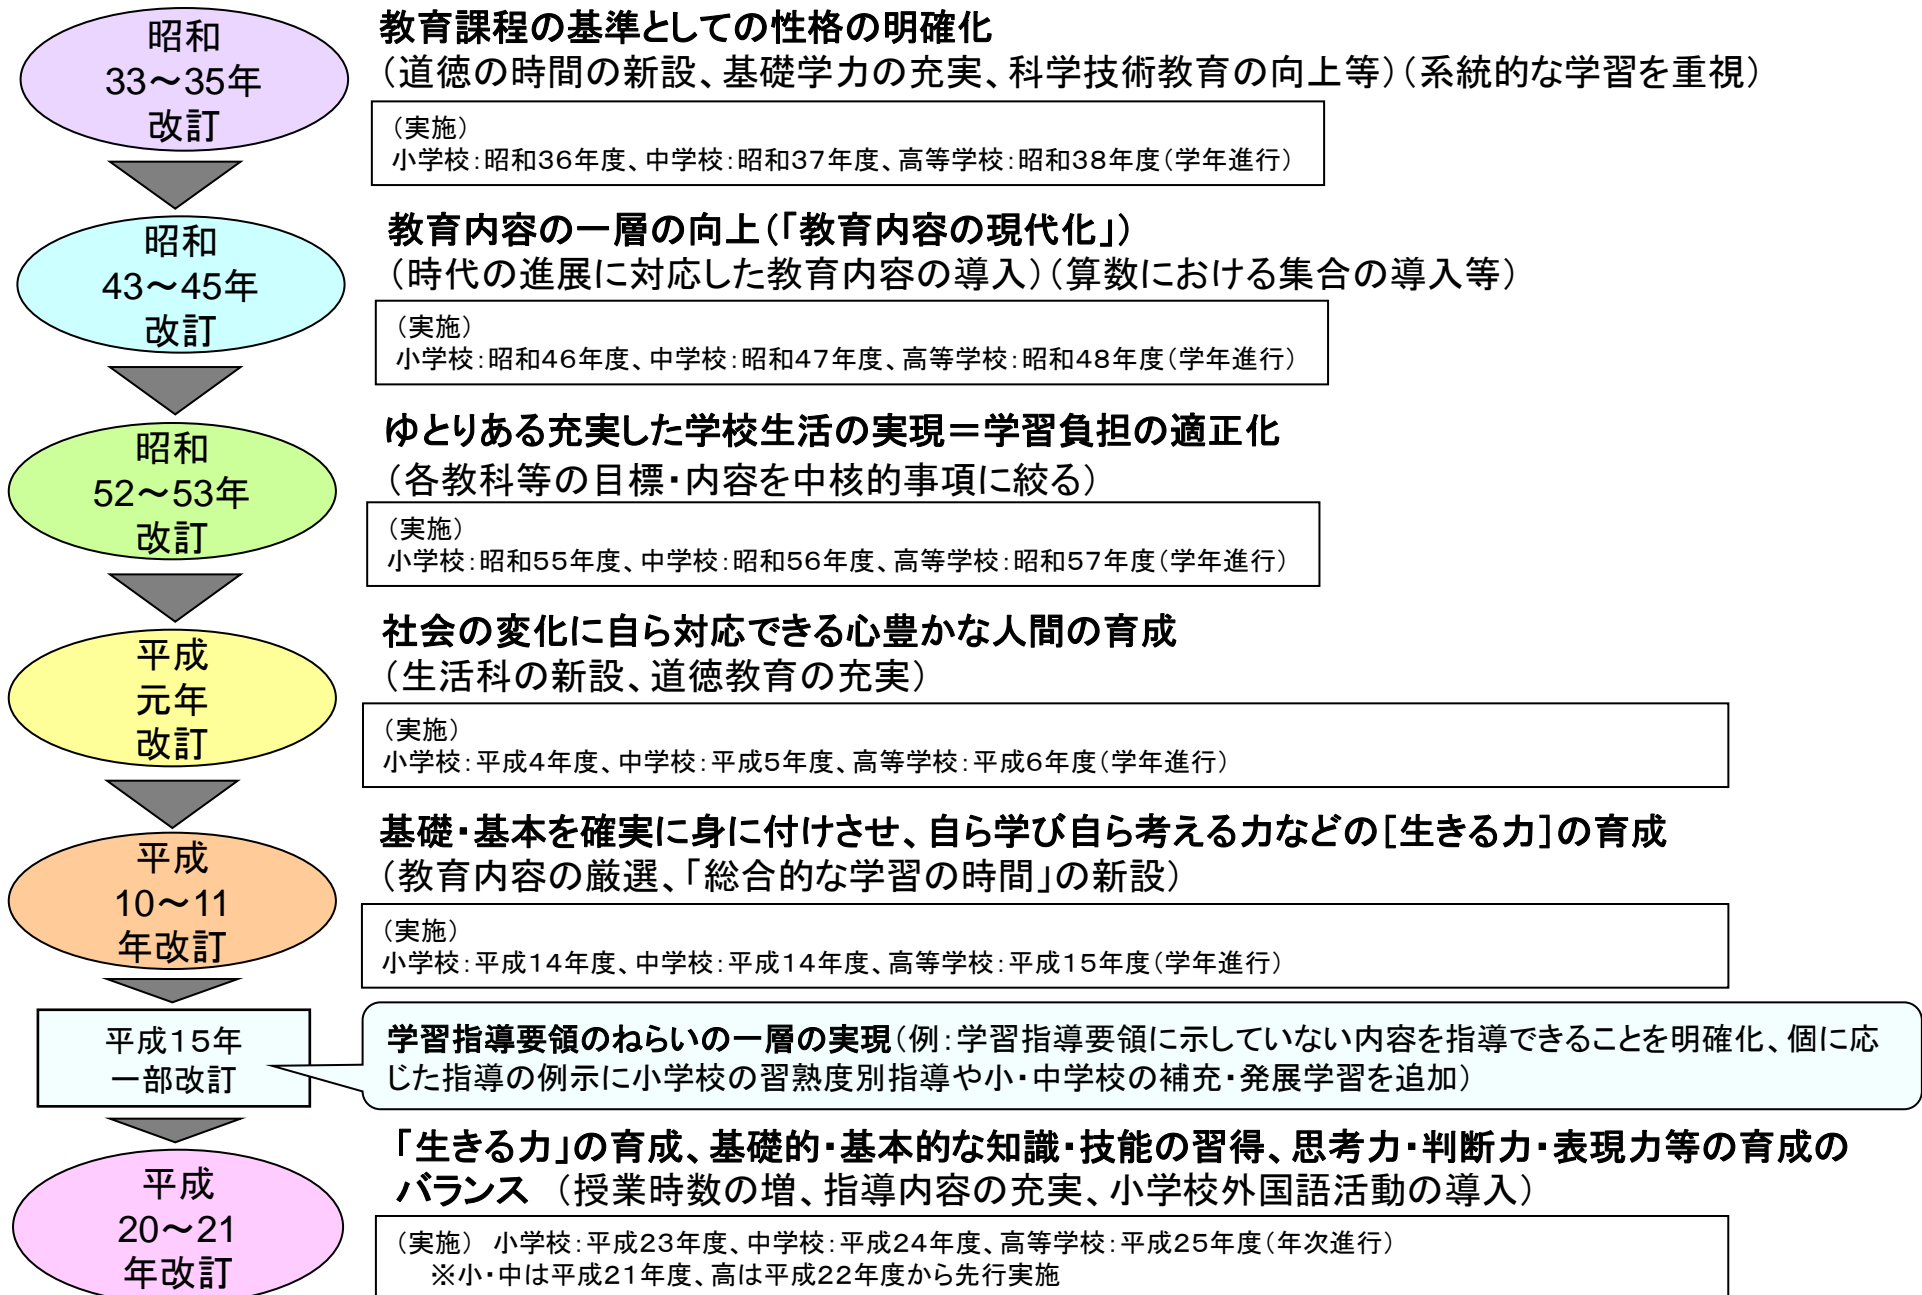 昭和
33～35年
改訂
教育課程の基準としての性格の明確化
（道徳の時間の新設、基礎学力の充実、科学技術教育の向上等）（系統的な学習を重視）
（実施）
小学校：昭和３６年度、中学校：昭和３７年度、高等学校：昭和３８年度（学年進行）
昭和
43～45年
改訂
教育内容の一層の向上（「教育内容の現代化」）
（時代の進展に対応した教育内容の導入）（算数における集合の導入等）
（実施）
小学校：昭和４６年度、中学校：昭和４７年度、高等学校：昭和４８年度（学年進行）
昭和
52～53年
改訂
ゆとりある充実した学校生活の実現＝学習負担の適正化
（各教科等の目標・内容を中核的事項に絞る）
（実施）
小学校：昭和５５年度、中学校：昭和５６年度、高等学校：昭和５７年度（学年進行）
平成
元年
改訂
社会の変化に自ら対応できる心豊かな人間の育成
（生活科の新設、道徳教育の充実）
（実施）
小学校：平成４年度、中学校：平成５年度、高等学校：平成６年度（学年進行）
平成
10～11
年改訂
基礎・基本を確実に身に付けさせ、自ら学び自ら考える力などの［生きる力］の育成
（教育内容の厳選、「総合的な学習の時間」の新設）
（実施）
小学校：平成１４年度、中学校：平成１４年度、高等学校：平成１５年度（学年進行）
平成１５年
一部改訂
学習指導要領のねらいの一層の実現（例：学習指導要領に示していない内容を指導できることを明確化、個に応
じた指導の例示に小学校の習熟度別指導や小・中学校の補充・発展学習を追加）
平成
20～21
年改訂
「生きる力」の育成、基礎的・基本的な知識・技能の習得、思考力・判断力・表現力等の育成の
バランス （授業時数の増、指導内容の充実、小学校外国語活動の導入）
（実施） 小学校：平成２３年度、中学校：平成２４年度、高等学校：平成２５年度（年次進行）
※小・中は平成２１年度、高は平成２２年度から先行実施